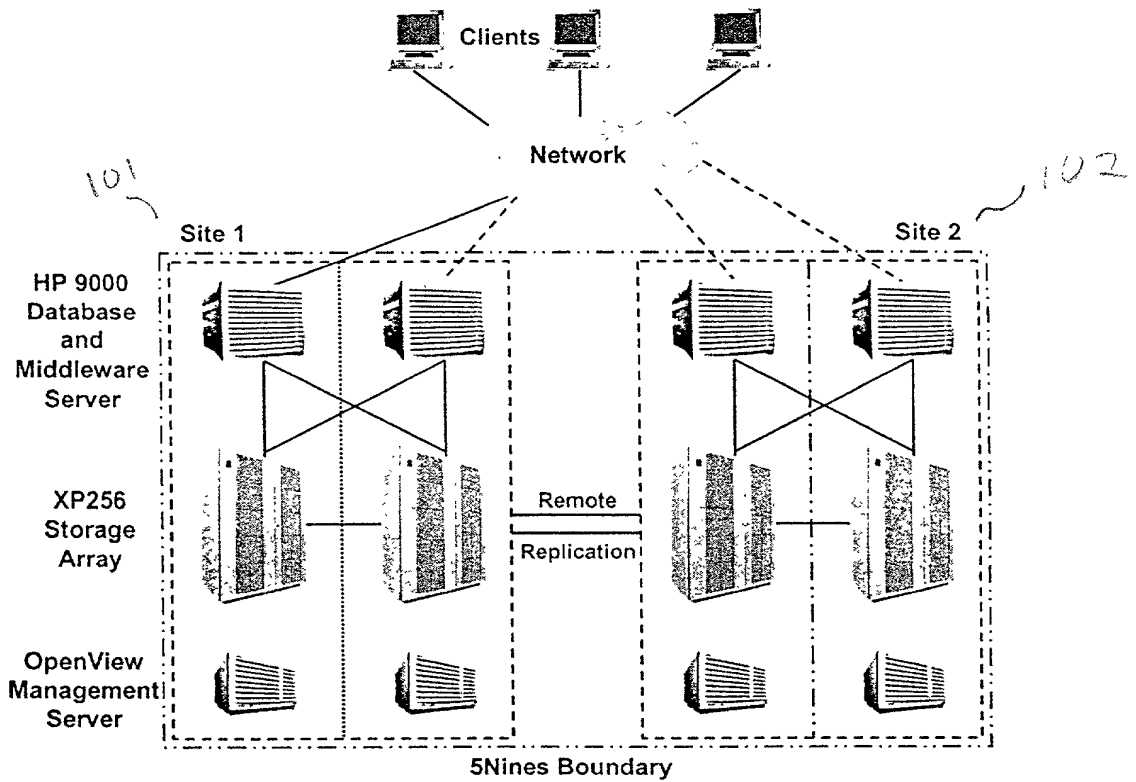 Clients
Network
101
102
Site 1
Site 2
HP 9000
Database
and
Middleware
Server
XP256
Storage
Array
Remote
Replication
OpenView
Management
Server
5Nines Boundary